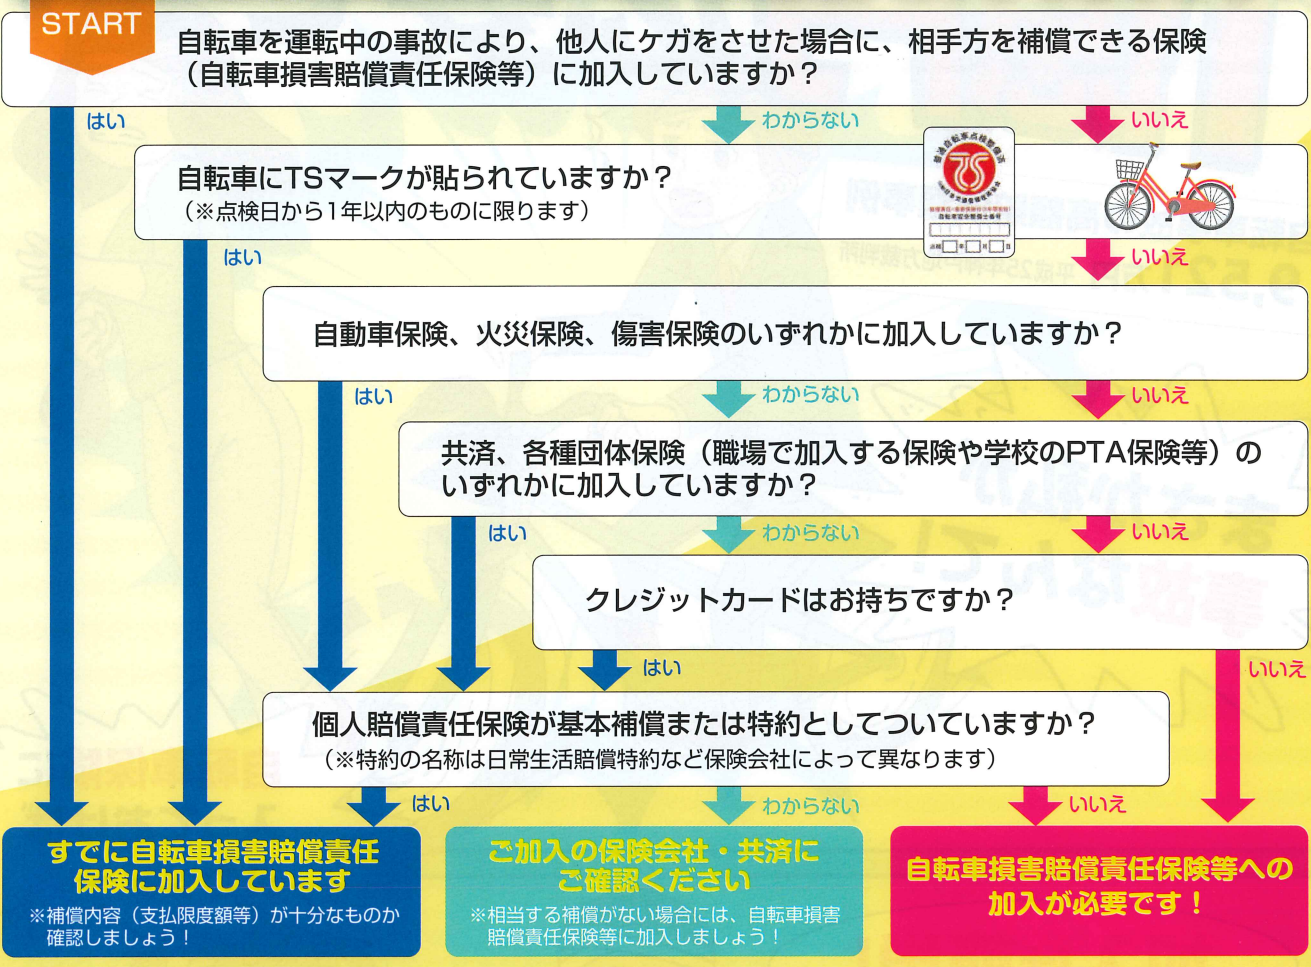 START
自転車を運転中の事故により、他人にケガをさせた場合に、相手方を補償できる保険
（自転車損害賠償責任保険等）に加入していますか？
はい
わからない
いいえ
自転車にTSマークが貼られていますか？
（※点検日から1年以内のものに限ります）
はい
いいえ
自動車保険、火災保険、傷害保険のいずれかに加入していますか？
はい
わからない
いいえ
共済、各種団体保険（職場で加入する保険や学校のPTA保険等）の
いずれかに加入していますか？
はい
わからない
いいえ
クレジットカードはお持ちですか？
はい
いいえ
個人賠償責任保険が基本補償または特約としてついていますか？
（※特約の名称は日常生活賠償特約など保険会社によって異なります）
はい
わからない
いいえ
すでに自転車損害賠償責任
保険に加入しています
※補償内容（支払限度額等）が十分なものか
確認しましょう！
ご加入の保険会社・共済に
ご確認ください
※相当する補償がない場合には、自転車損害
賠償責任保険等に加入しましょう！
自転車損害賠償責任保険等への
加入が必要です！